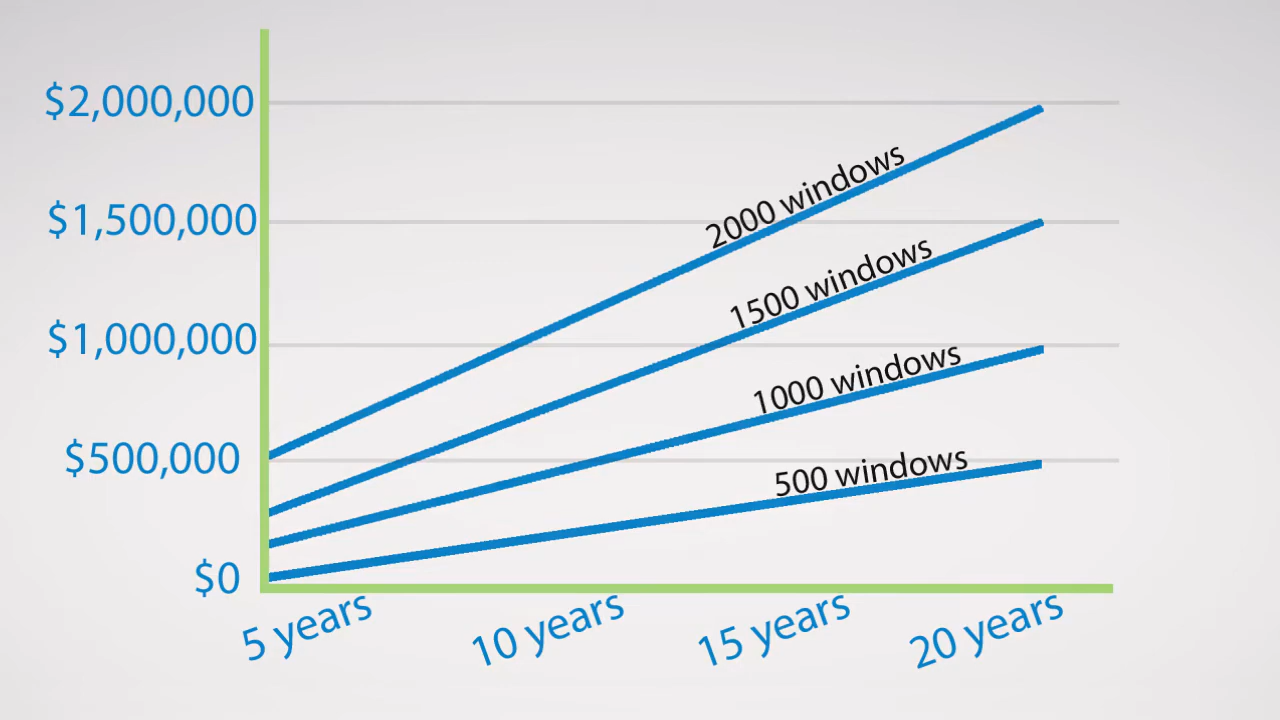 $2,000,000
$1,500,000
$1,000,000
$500,000
$0
2000 windows
1500 windows
1000 windows
500 windows
5 years
10 years
15 years
20 years